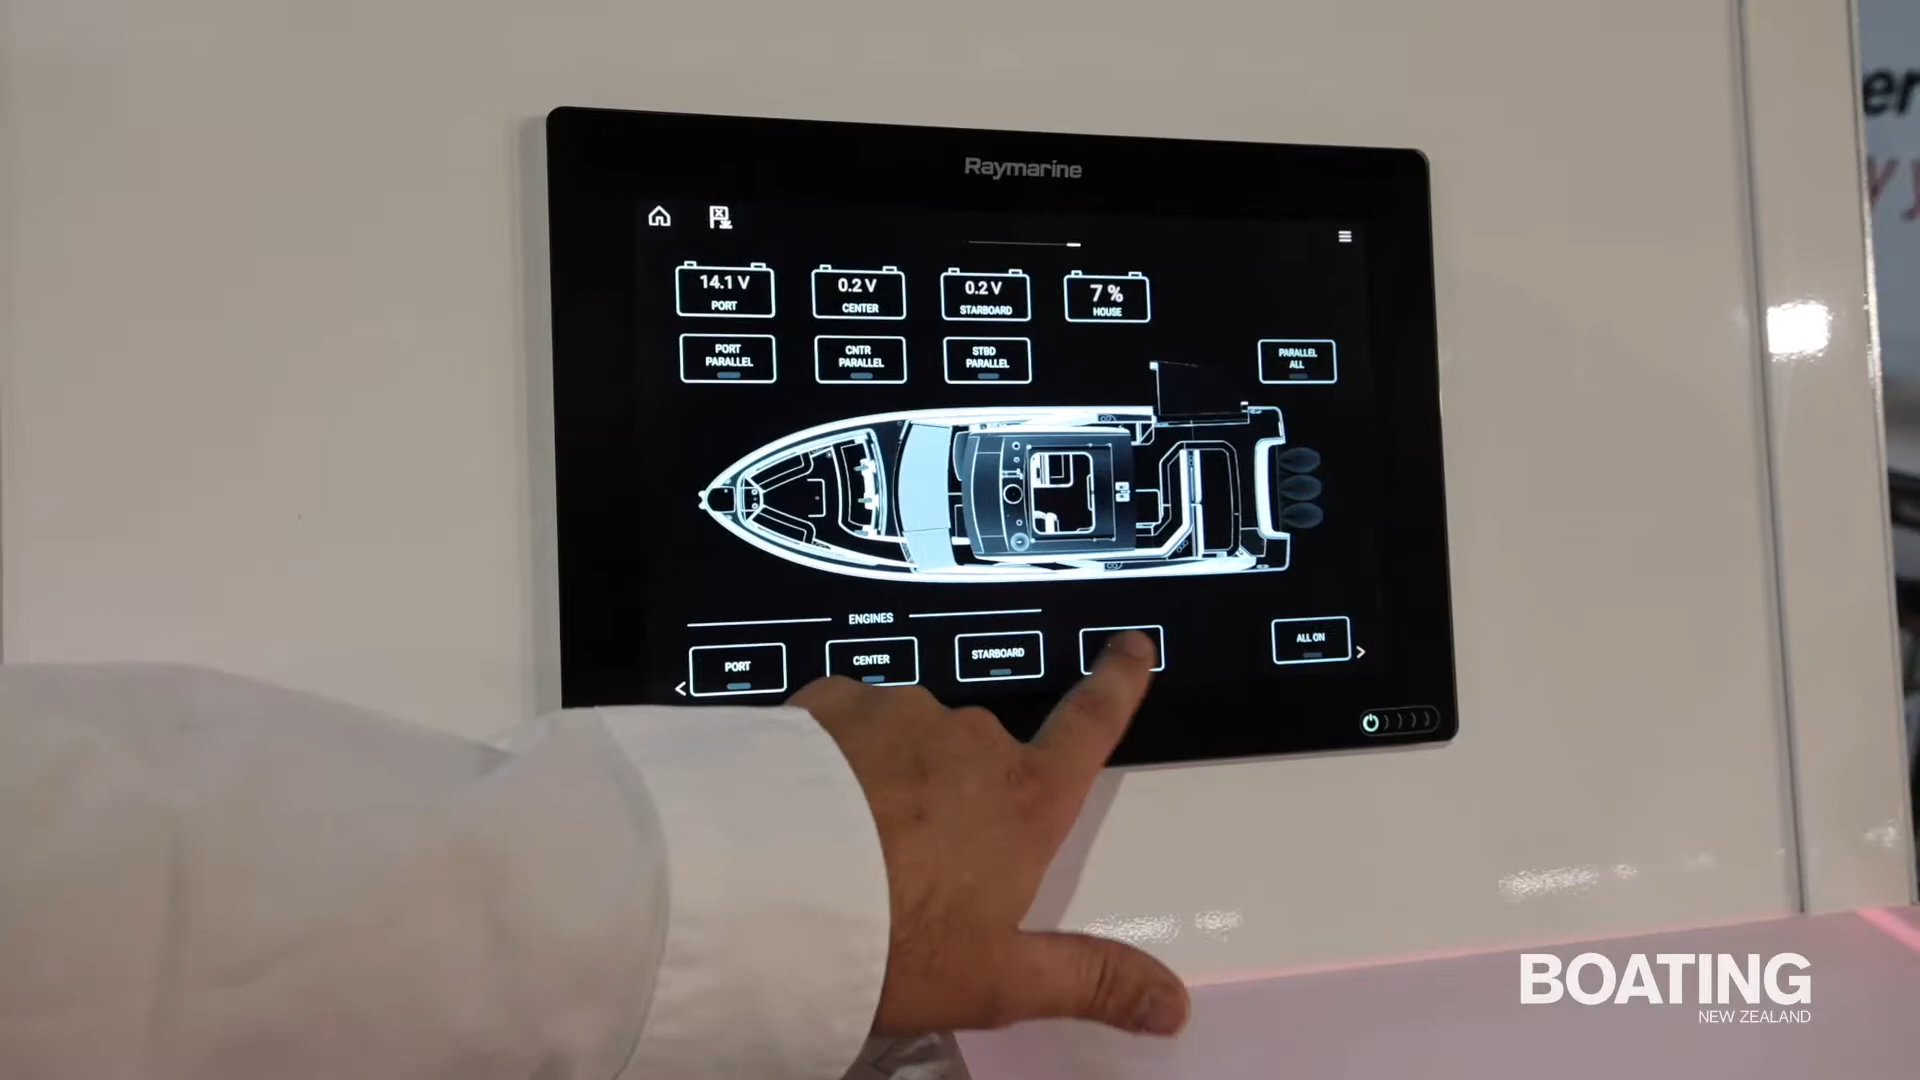 Raymarine
14.1 V
PORT
0.2 V
CENTER
0.2 V
STARBOARD
7 %
HOUSE
PORT
PARALLEL
CNTR
PARALLEL
STBD
PARALLEL
PARALLEL
ALL
ENGINES
PORT
CENTER
STARBOARD
ALL ON
er
y
BOATING
NEW ZEALAND